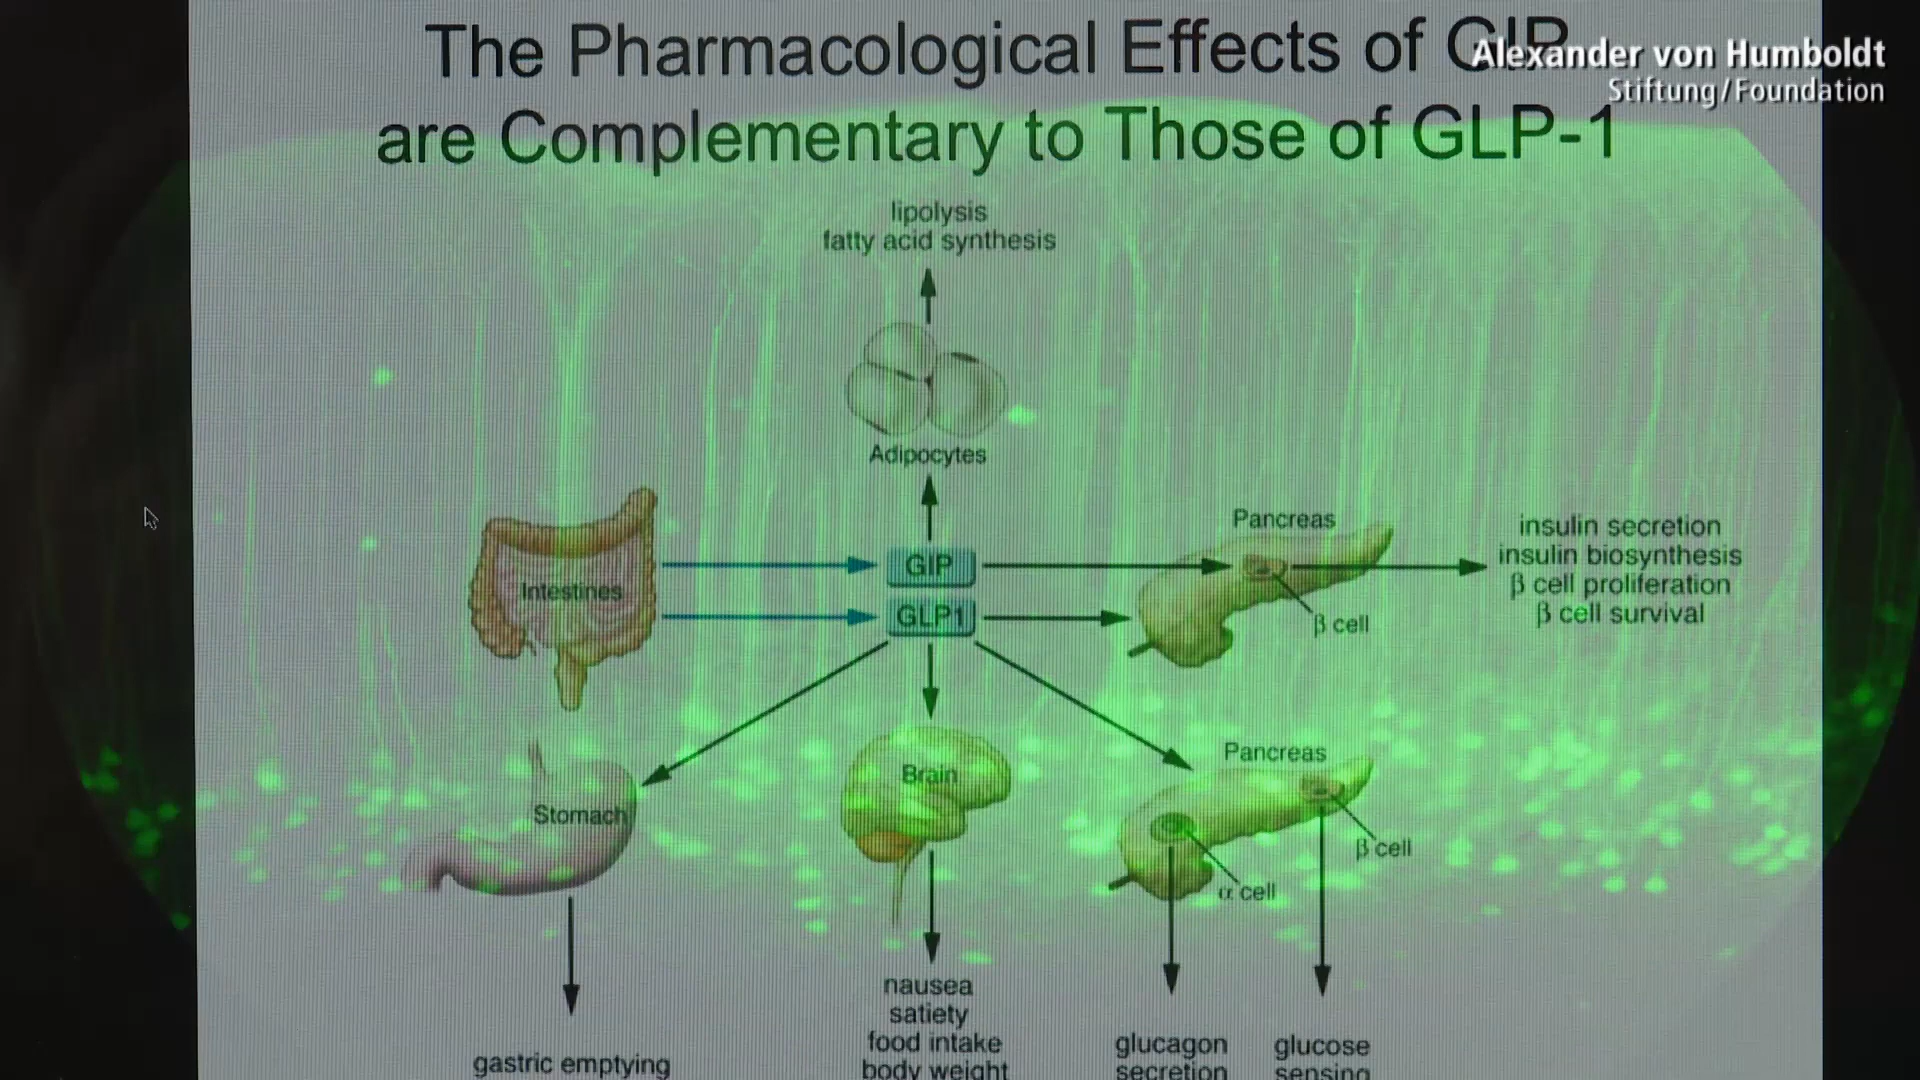 The Pharmacological Effects of GIP
are Complementary to Those of GLP-1
Alexander von Humboldt
Stiftung/Foundation
lipolysis
fatty acid synthesis
Adipocytes
Intestines
GIP
GLP1
Pancreas
β cell
insulin secretion
insulin biosynthesis
β cell proliferation
β cell survival
Stomach
Brain
Pancreas
β cell
α cell
gastric emptying
nausea
satiety
food intake
body weight
glucagon
secretion
glucose
sensing